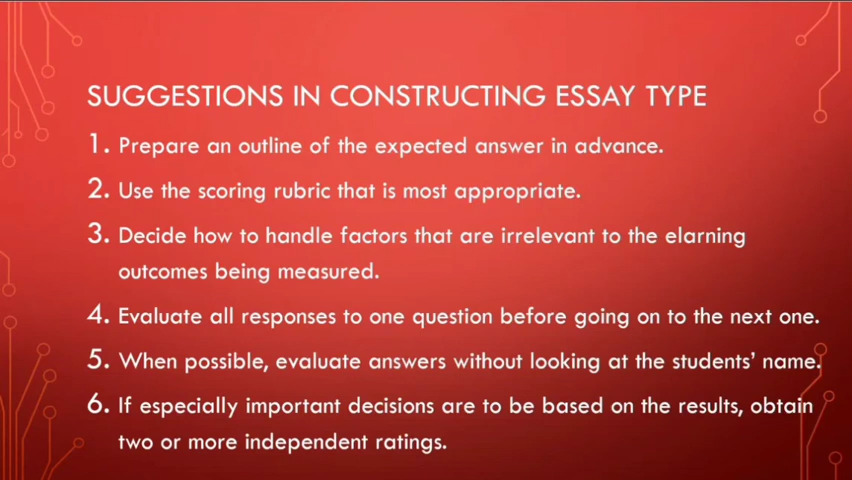 SUGGESTIONS IN CONSTRUCTING ESSAY TYPE
1. Prepare an outline of the expected answer in advance.
2. Use the scoring rubric that is most appropriate.
3. Decide how to handle factors that are irrelevant to the elarning
outcomes being measured.
4. Evaluate all responses to one question before going on to the next one.
5. When possible, evaluate answers without looking at the students’ name.
6. If especially important decisions are to be based on the results, obtain
two or more independent ratings.